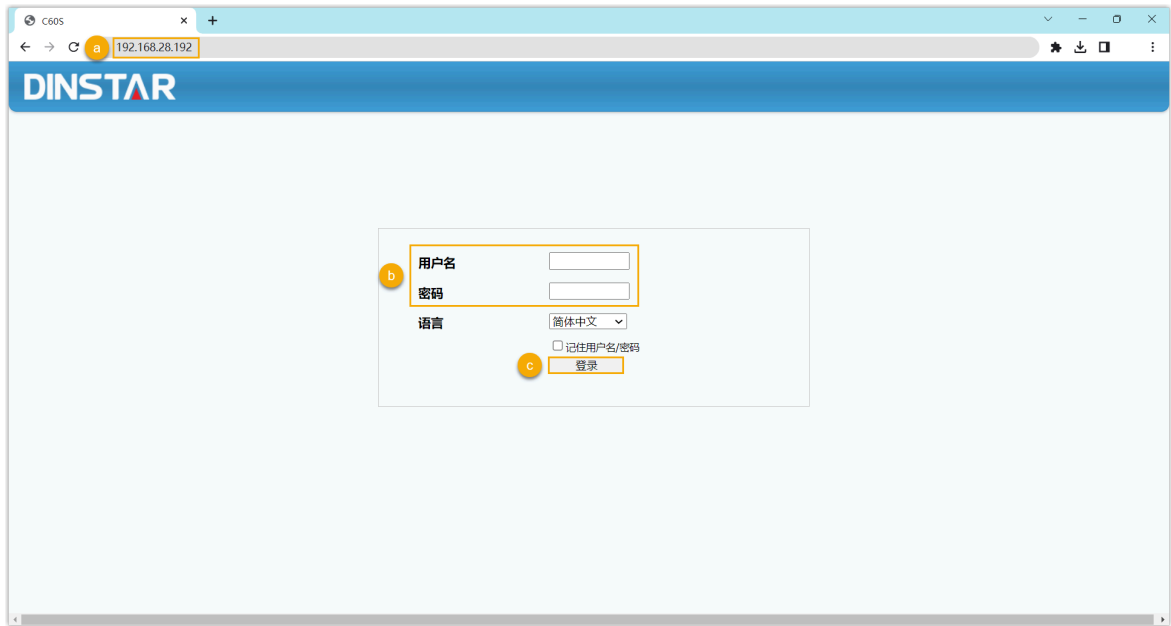 C60S
a 192.168.28.192
DINSTAR
b
用户名
密码
语言 简体中文
记住用户名/密码
c 登录